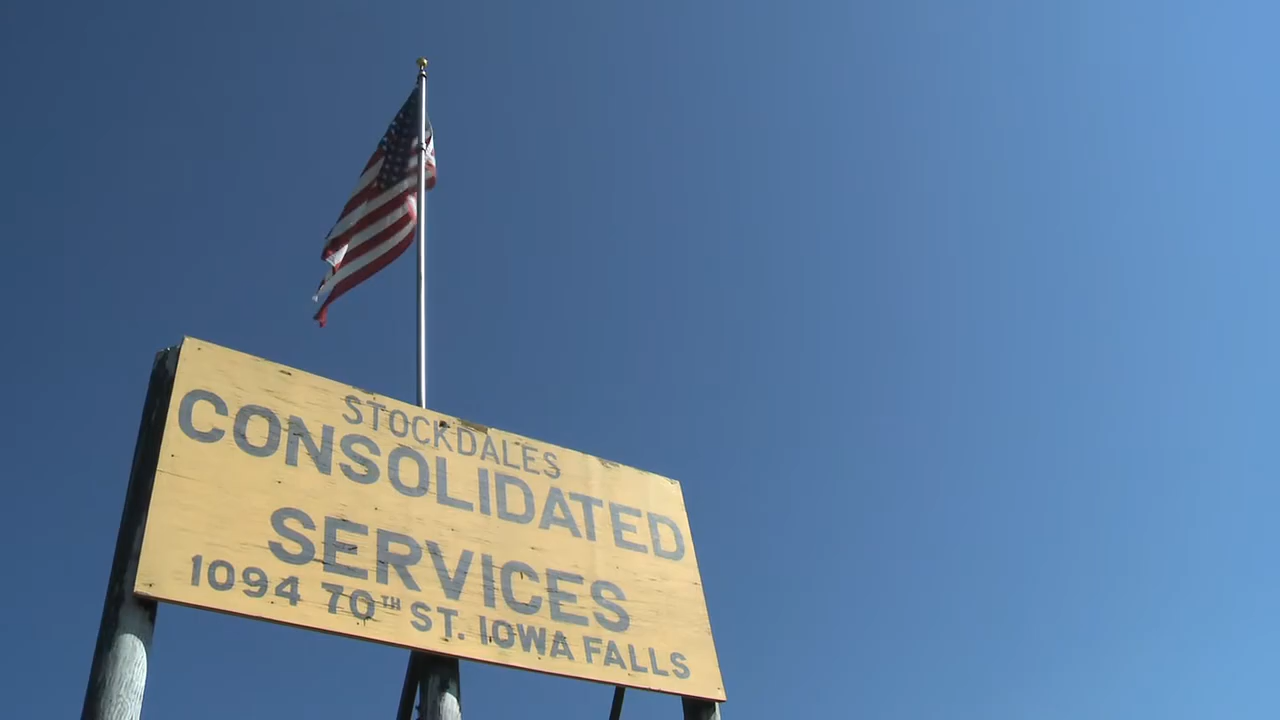 STOCKDALES
CONSOLIDATED
SERVICES
1094 70TH ST. IOWA FALLS